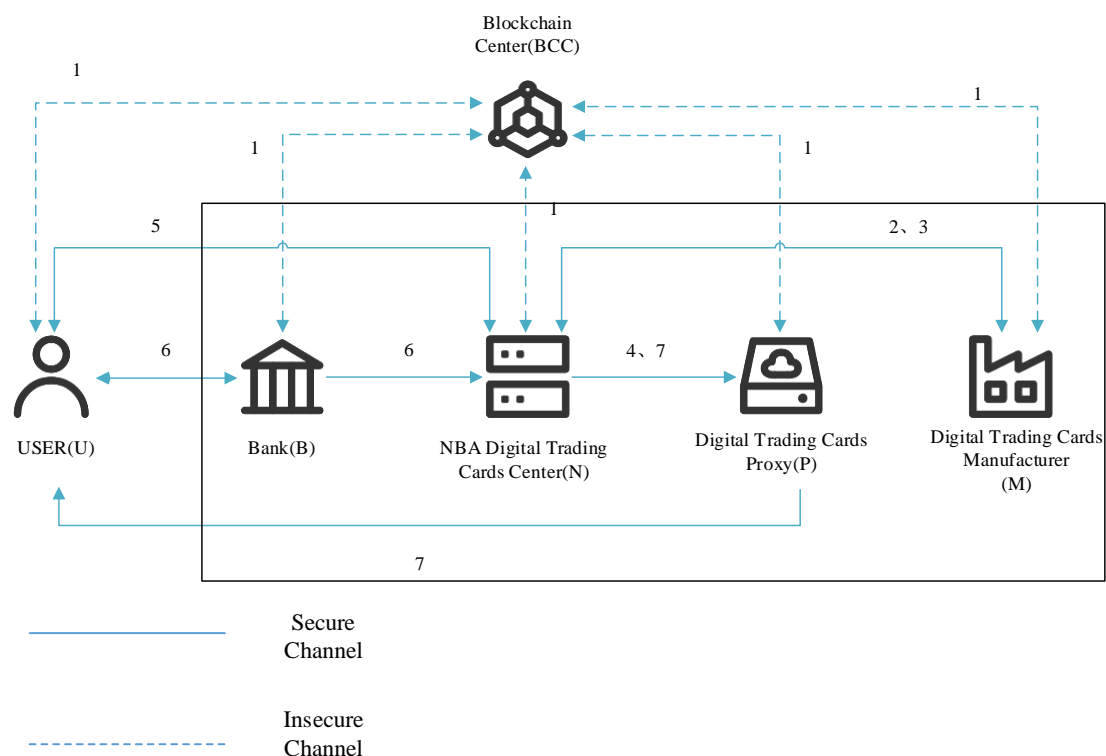 Blockchain
Center(BCC)
1
1
1
1
1
5
2、3
6
6
4、7
USER(U)
Bank(B)
NBA Digital Trading
Cards Center(N)
Digital Trading Cards
Proxy(P)
Digital Trading Cards
Manufacturer
(M)
7
Secure
Channel
Insecure
Channel